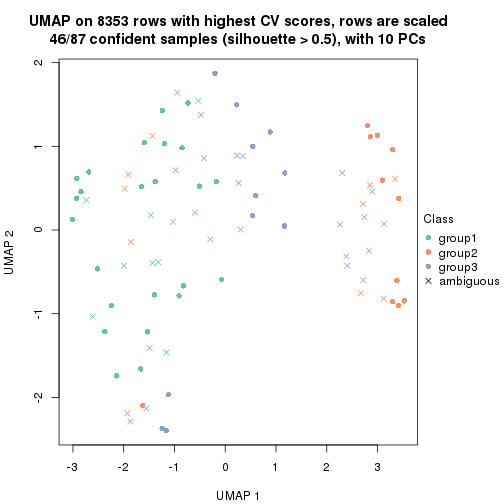 UMAP on 8353 rows with highest CV scores, rows are scaled
46/87 confident samples (silhouette > 0.5), with 10 PCs
2
1
0
-1
-2
UMAP 2
-3
-2
-1
0
1
2
3
UMAP 1
Class
group1
group2
group3
ambiguous